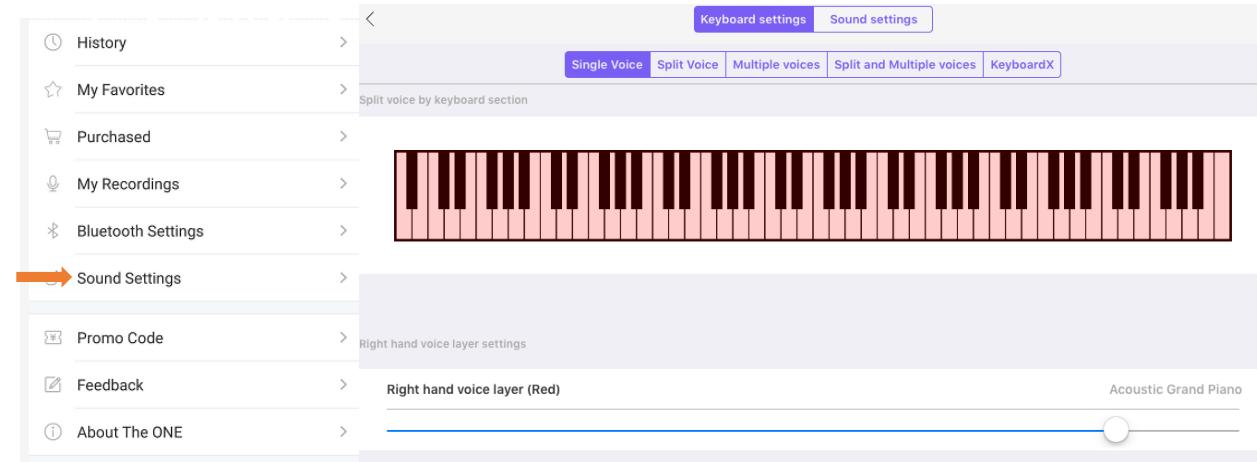 History
My Favorites
Purchased
My Recordings
Bluetooth Settings
Sound Settings
Promo Code
Feedback
About The ONE
Keyboard settings Sound settings
Single Voice Split Voice Multiple voices Split and Multiple voices KeyboardX
Split voice by keyboard section
Right hand voice layer settings
Right hand voice layer (Red) Acoustic Grand Piano